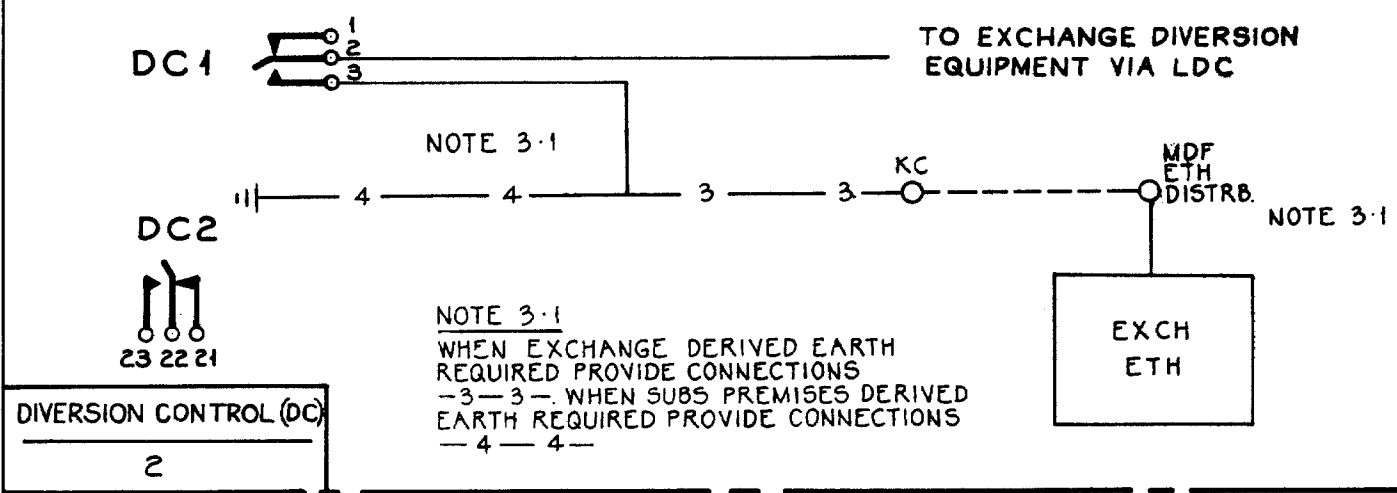 DC1
1
2
3
TO EXCHANGE DIVERSION
EQUIPMENT VIA LDC
NOTE 3·1
4 4 3 3
KC
MDF
ETH
DISTRB.
NOTE 3·1
DC2
23 22 21
EXCH
ETH
NOTE 3·1
WHEN EXCHANGE DERIVED EARTH
REQUIRED PROVIDE CONNECTIONS
-3-3-. WHEN SUBS PREMISES DERIVED
EARTH REQUIRED PROVIDE CONNECTIONS
-4-4-
DIVERSION CONTROL (DC)
2